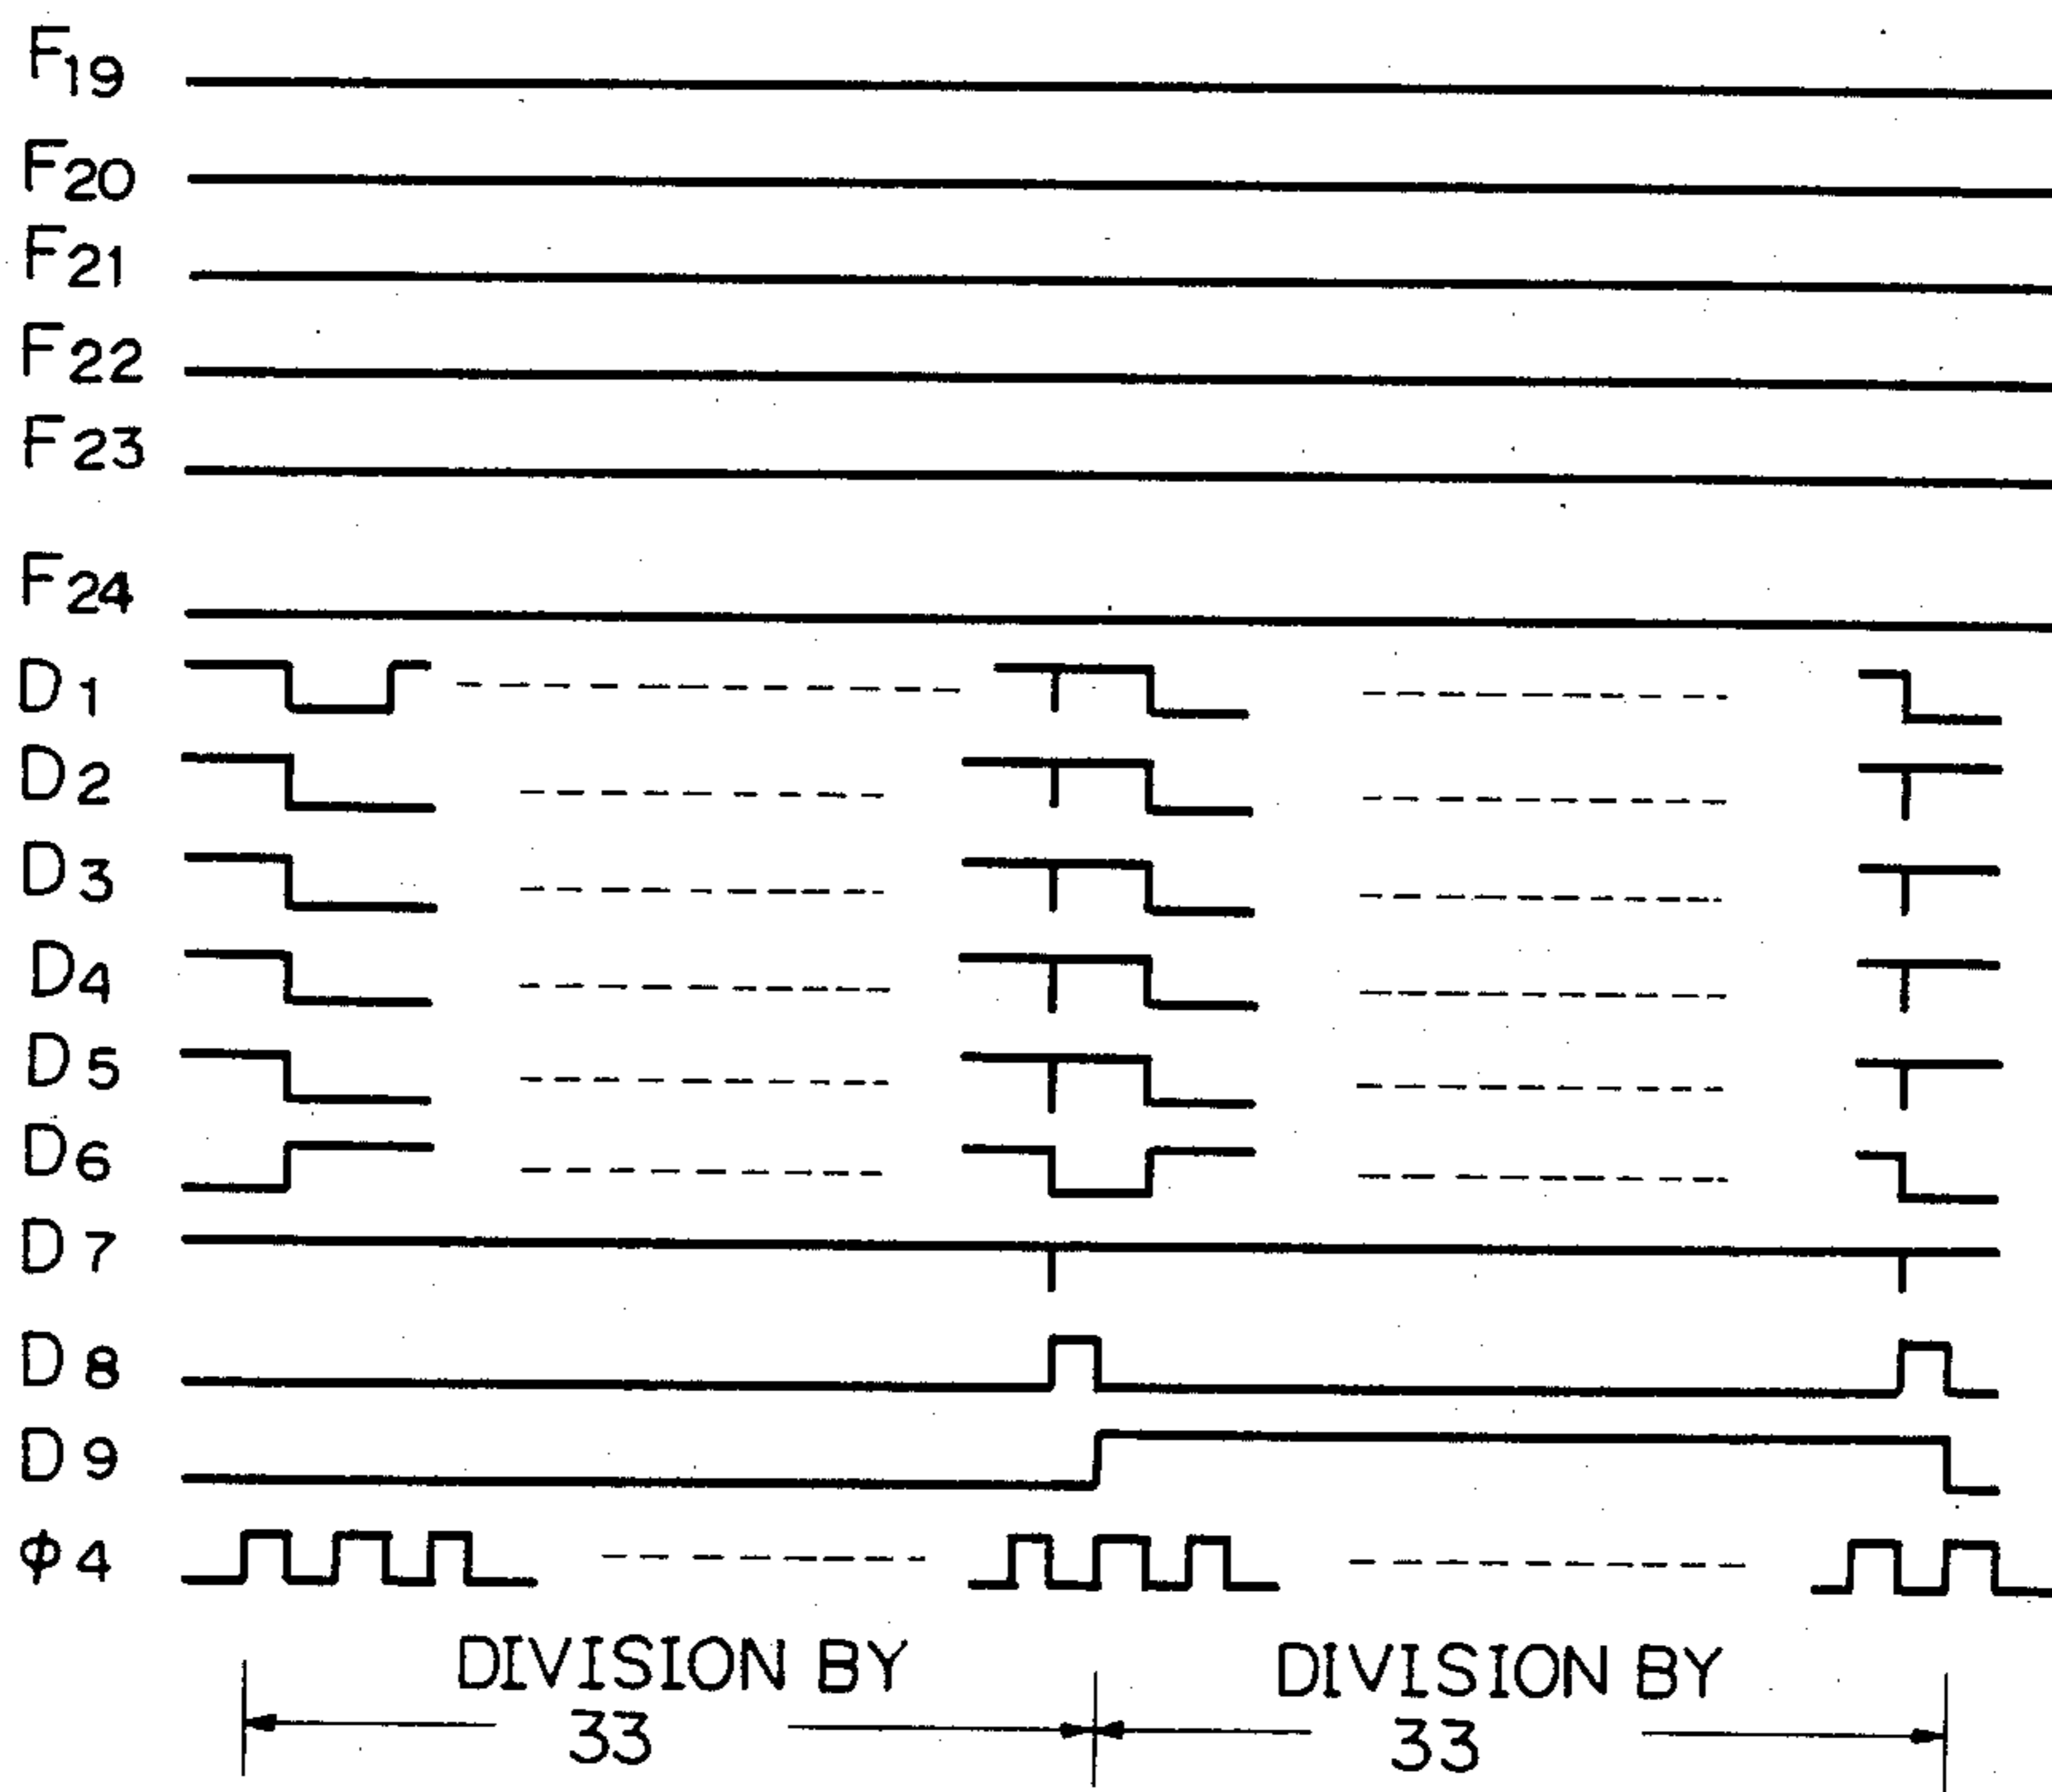 F19
F20
F21
F22
F23
F24
D1
D2
D3
D4
D5
D6
D7
D8
D9
φ4
DIVISION BY 33
DIVISION BY 33